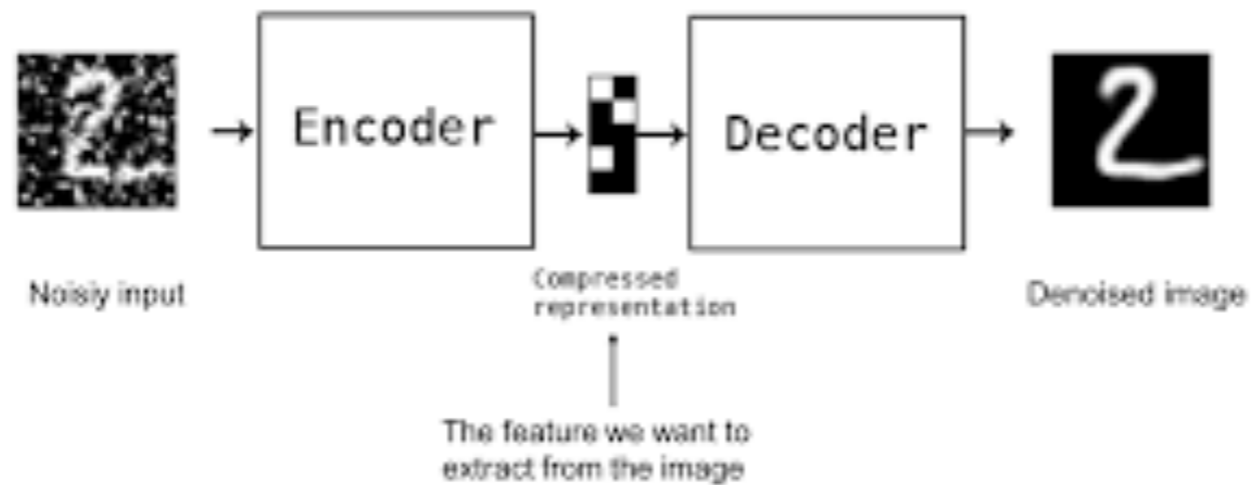 Encoder
Decoder
Noisiy input
Compressed
representation
Denoised image
The feature we want to
extract from the image